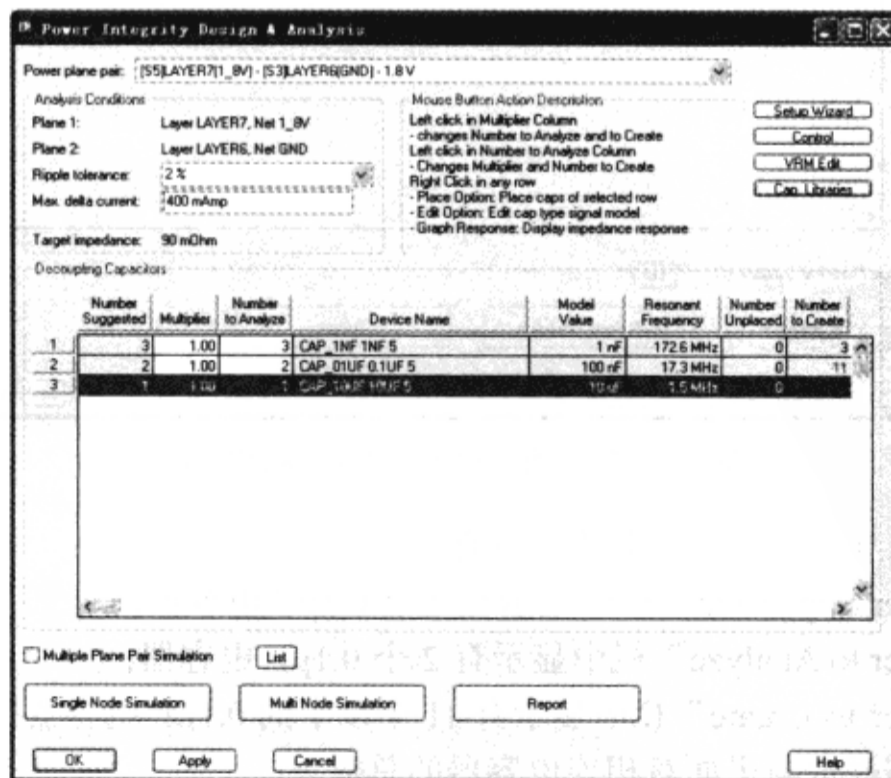 Power Integrity Design & Analysis
Power plane pair: [S5]LAYER7(1_8V) - [S3]LAYER6(GND) - 1.8 V
Analysis Conditions
Plane 1: Layer LAYER7, Net 1_8V
Plane 2: Layer LAYER6, Net GND
Ripple tolerance: 2 %
Max. delta current: 400 mAmp
Target impedance: 90 mOhm
Mouse Button Action Description
Left click in Multiplier Column
- changes Number to Analyze and to Create
Left click in Number to Analyze Column
- Changes Multiplier and Number to Create
Right Click in any row
- Place Option: Place caps of selected row
- Edit Option: Edit cap type signal model
- Graph Response: Display impedance response
Setup Wizard
Control
VRM Edit
Cap. Libraries
Decoupling Capacitors
Number Suggested Multiplier Number to Analyze Device Name Model Value Resonant Frequency Number Unplaced Number to Create
1 3 1.00 3 CAP_1NF 1NF 5 1 nF 172.6 MHz 0 3
2 2 1.00 2 CAP_01UF 0.1UF 5 100 nF 17.3 MHz 0 -11
3 1 1.00 1 CAP_10UF 10UF 5 10 uF 1.5 MHz 0
Multiple Plane Pair Simulation List
Single Node Simulation Multi Node Simulation Report
OK Apply Cancel Help